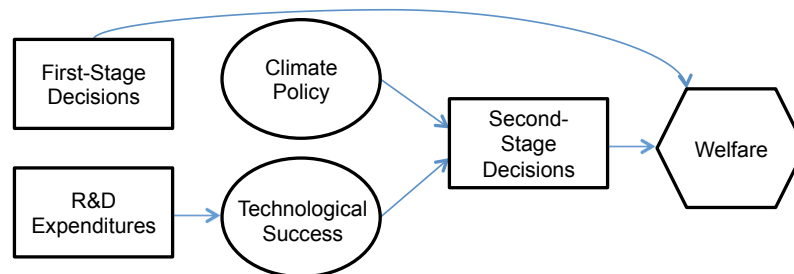 First-Stage
Decisions
Climate
Policy
Second-
Stage
Decisions
Welfare
R&D
Expenditures
Technological
Success